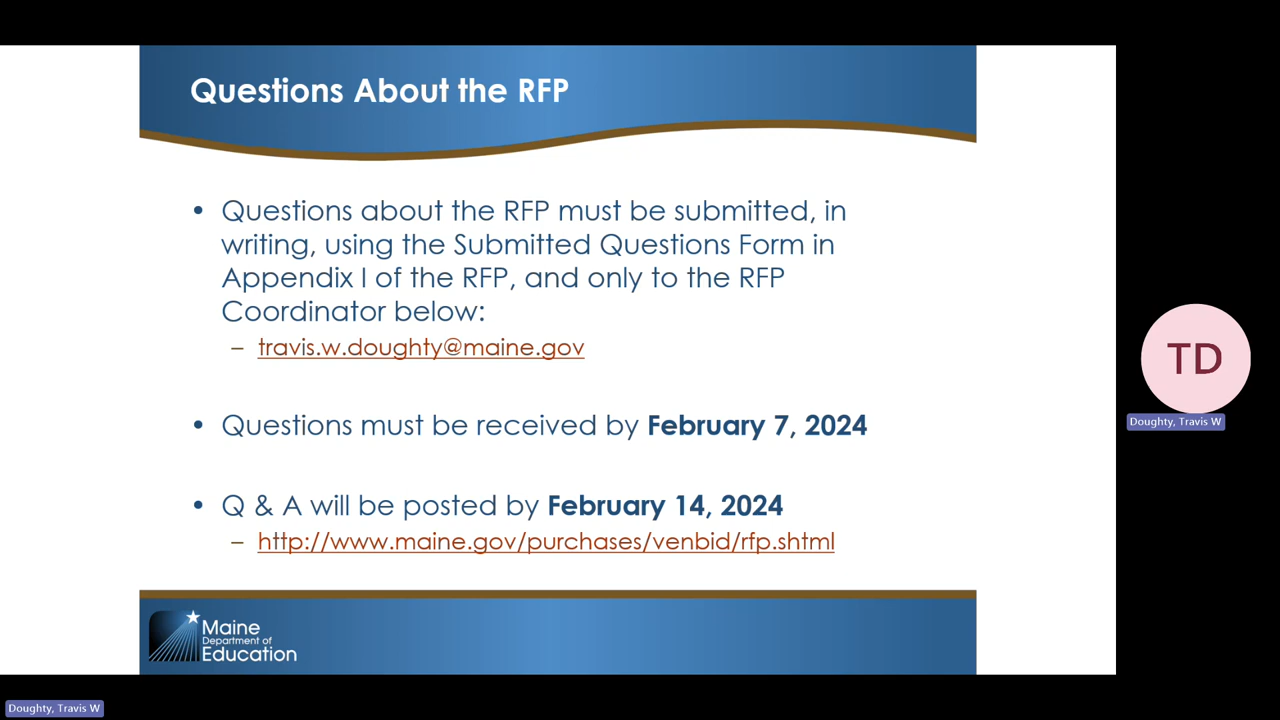 Questions About the RFP
• Questions about the RFP must be submitted, in
writing, using the Submitted Questions Form in
Appendix I of the RFP, and only to the RFP
Coordinator below:
– travis.w.doughty@maine.gov
• Questions must be received by February 7, 2024
• Q & A will be posted by February 14, 2024
– http://www.maine.gov/purchases/venbid/rfp.shtml
Maine
Department of
Education
TD
Doughty, Travis W
Doughty, Travis W